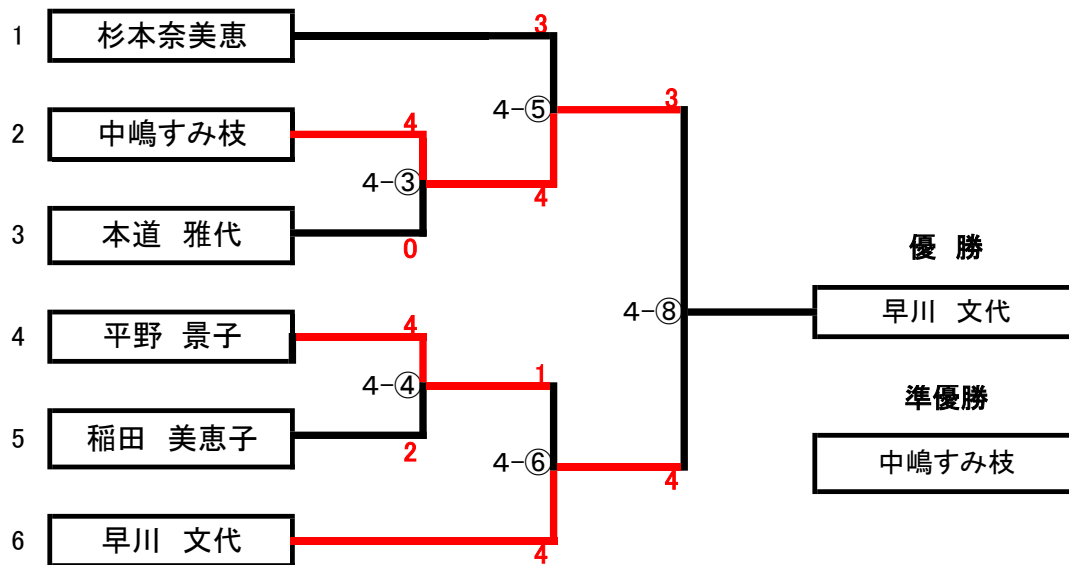 3
1 杉本奈美恵
4-⑤ 3
2 中嶋すみ枝 4
4-③ 4
3 本道 雅代 0
優 勝
4-⑧ 早川 文代
4 平野 景子 4
4-④ 1
準優勝
5 稲田 美恵子 2
4-⑥ 4 中嶋すみ枝
6 早川 文代 4